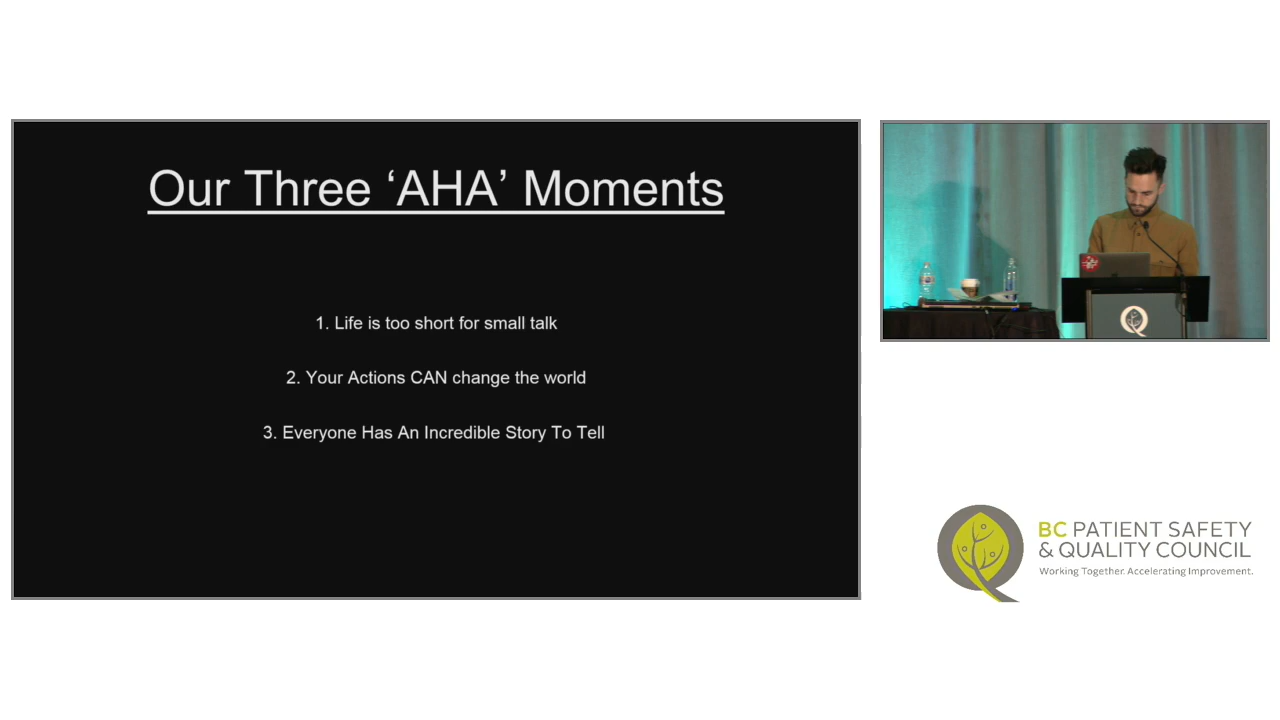 Our Three ‘AHA’ Moments
1. Life is too short for small talk
2. Your Actions CAN change the world
3. Everyone Has An Incredible Story To Tell
BC PATIENT SAFETY
& QUALITY COUNCIL
Working Together. Accelerating Improvement.